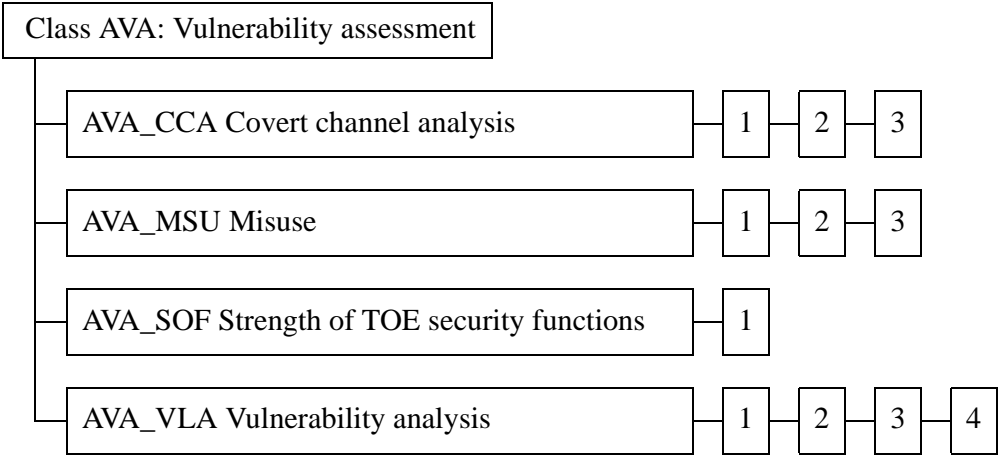 Class AVA: Vulnerability assessment
AVA_CCA Covert channel analysis 1 2 3
AVA_MSU Misuse 1 2 3
AVA_SOF Strength of TOE security functions 1
AVA_VLA Vulnerability analysis 1 2 3 4